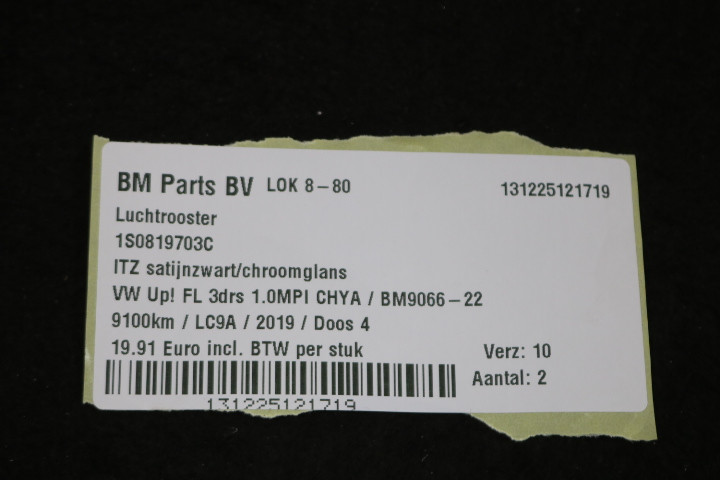 BM Parts BV LOK 8-80 131225121719
Luchtrooster
1S0819703C
ITZ satijnzwart/chroomglans
VW Up! FL 3drs 1.0MPI CHYA / BM9066-22
9100km / LC9A / 2019 / Doos 4
19.91 Euro incl. BTW per stuk Verz: 10
Aantal: 2
131225121719